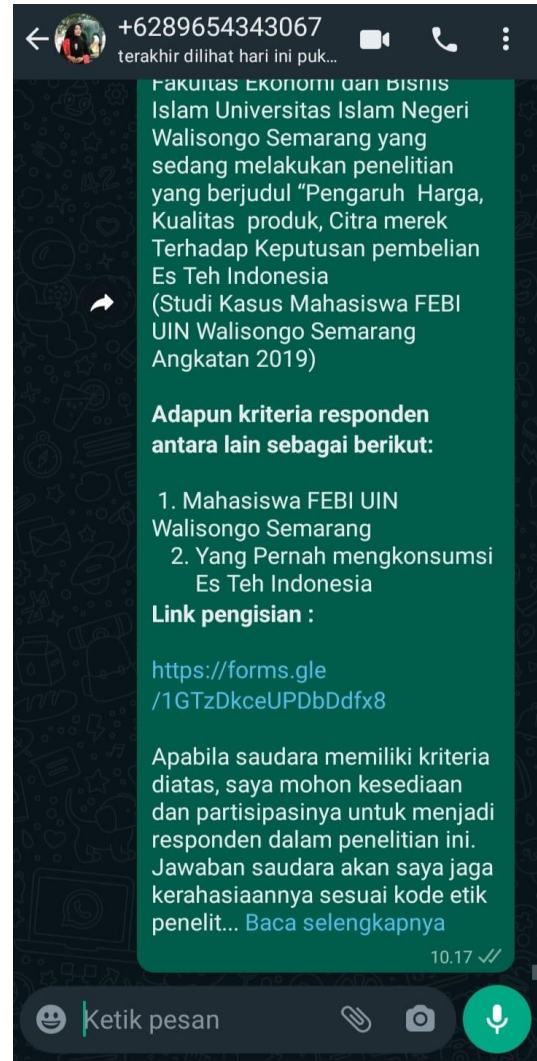 +6289654343067
terakhir dilihat hari ini puk...
Fakultas Ekonomi dan Bisnis
Islam Universitas Islam Negeri
Walisongo Semarang yang
sedang melakukan penelitian
yang berjudul “Pengaruh  Harga,
Kualitas  produk, Citra merek
Terhadap Keputusan pembelian
Es Teh Indonesia
(Studi Kasus Mahasiswa FEBI
UIN Walisongo Semarang
Angkatan 2019)
Adapun kriteria responden
antara lain sebagai berikut:
1. Mahasiswa FEBI UIN
Walisongo Semarang
2. Yang Pernah mengkonsumsi
Es Teh Indonesia
Link pengisian :
https://forms.gle
/1GTzDkceUPDbDdfx8
Apabila saudara memiliki kriteria
diatas, saya mohon kesediaan
dan partisipasinya untuk menjadi
responden dalam penelitian ini.
Jawaban saudara akan saya jaga
kerahasiaannya sesuai kode etik
penelit... Baca selengkapnya
10.17
Ketik pesan